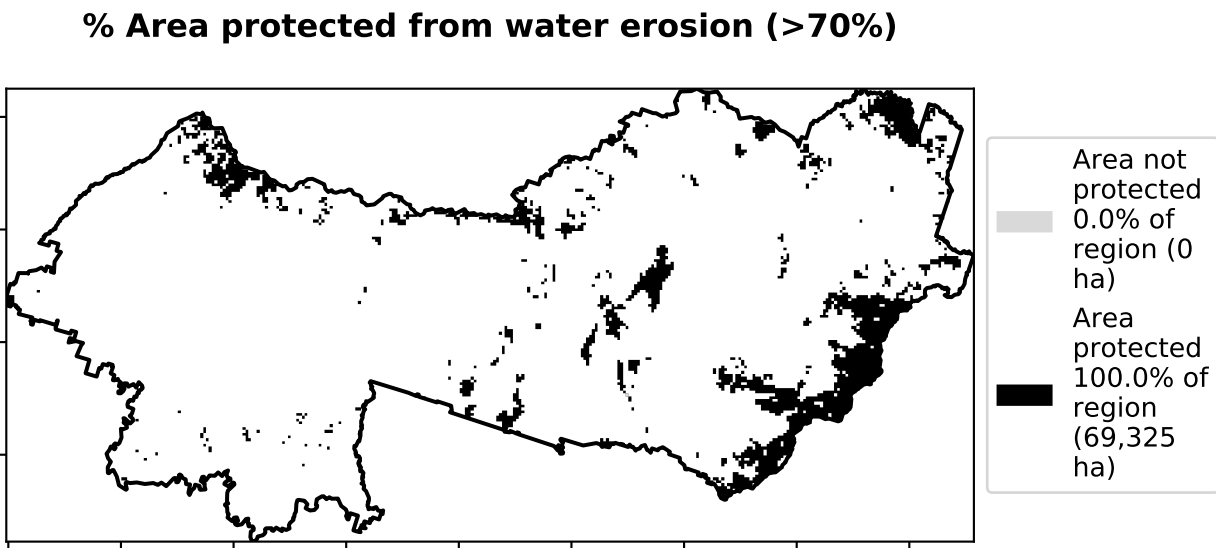 % Area protected from water erosion (>70%)
Area not
protected
0.0% of
region (0
ha)
Area
protected
100.0% of
region
(69,325
ha)